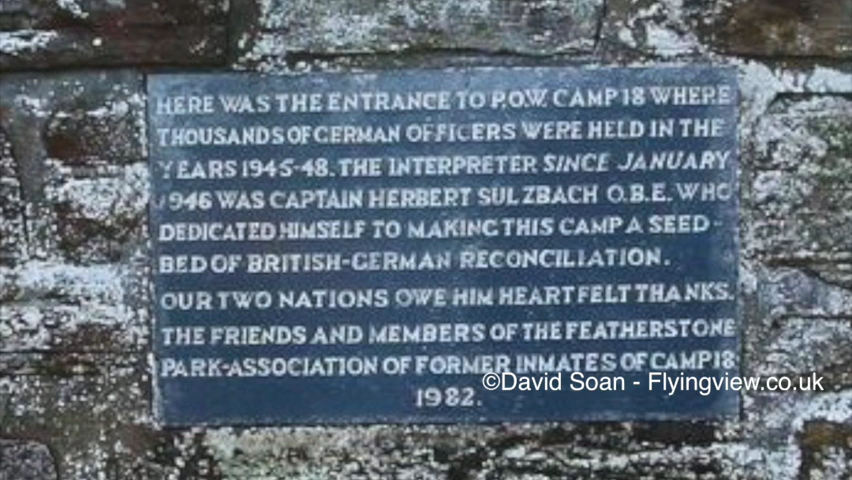 HERE WAS THE ENTRANCE TO P.O.W. CAMP 18 WHERE
THOUSANDS OF GERMAN OFFICERS WERE HELD IN THE
YEARS 1945-48. THE INTERPRETER SINCE JANUARY
1946 WAS CAPTAIN HERBERT SULZBACH O.B.E. WHO
DEDICATED HIMSELF TO MAKING THIS CAMP A SEED-
BED OF BRITISH-GERMAN RECONCILIATION.
OUR TWO NATIONS OWE HIM HEARTFELT THANKS.
THE FRIENDS AND MEMBERS OF THE FEATHERSTONE
PARK-ASSOCIATION OF FORMER INMATES OF CAMP 18
1982.
©David Soan - Flyingview.co.uk